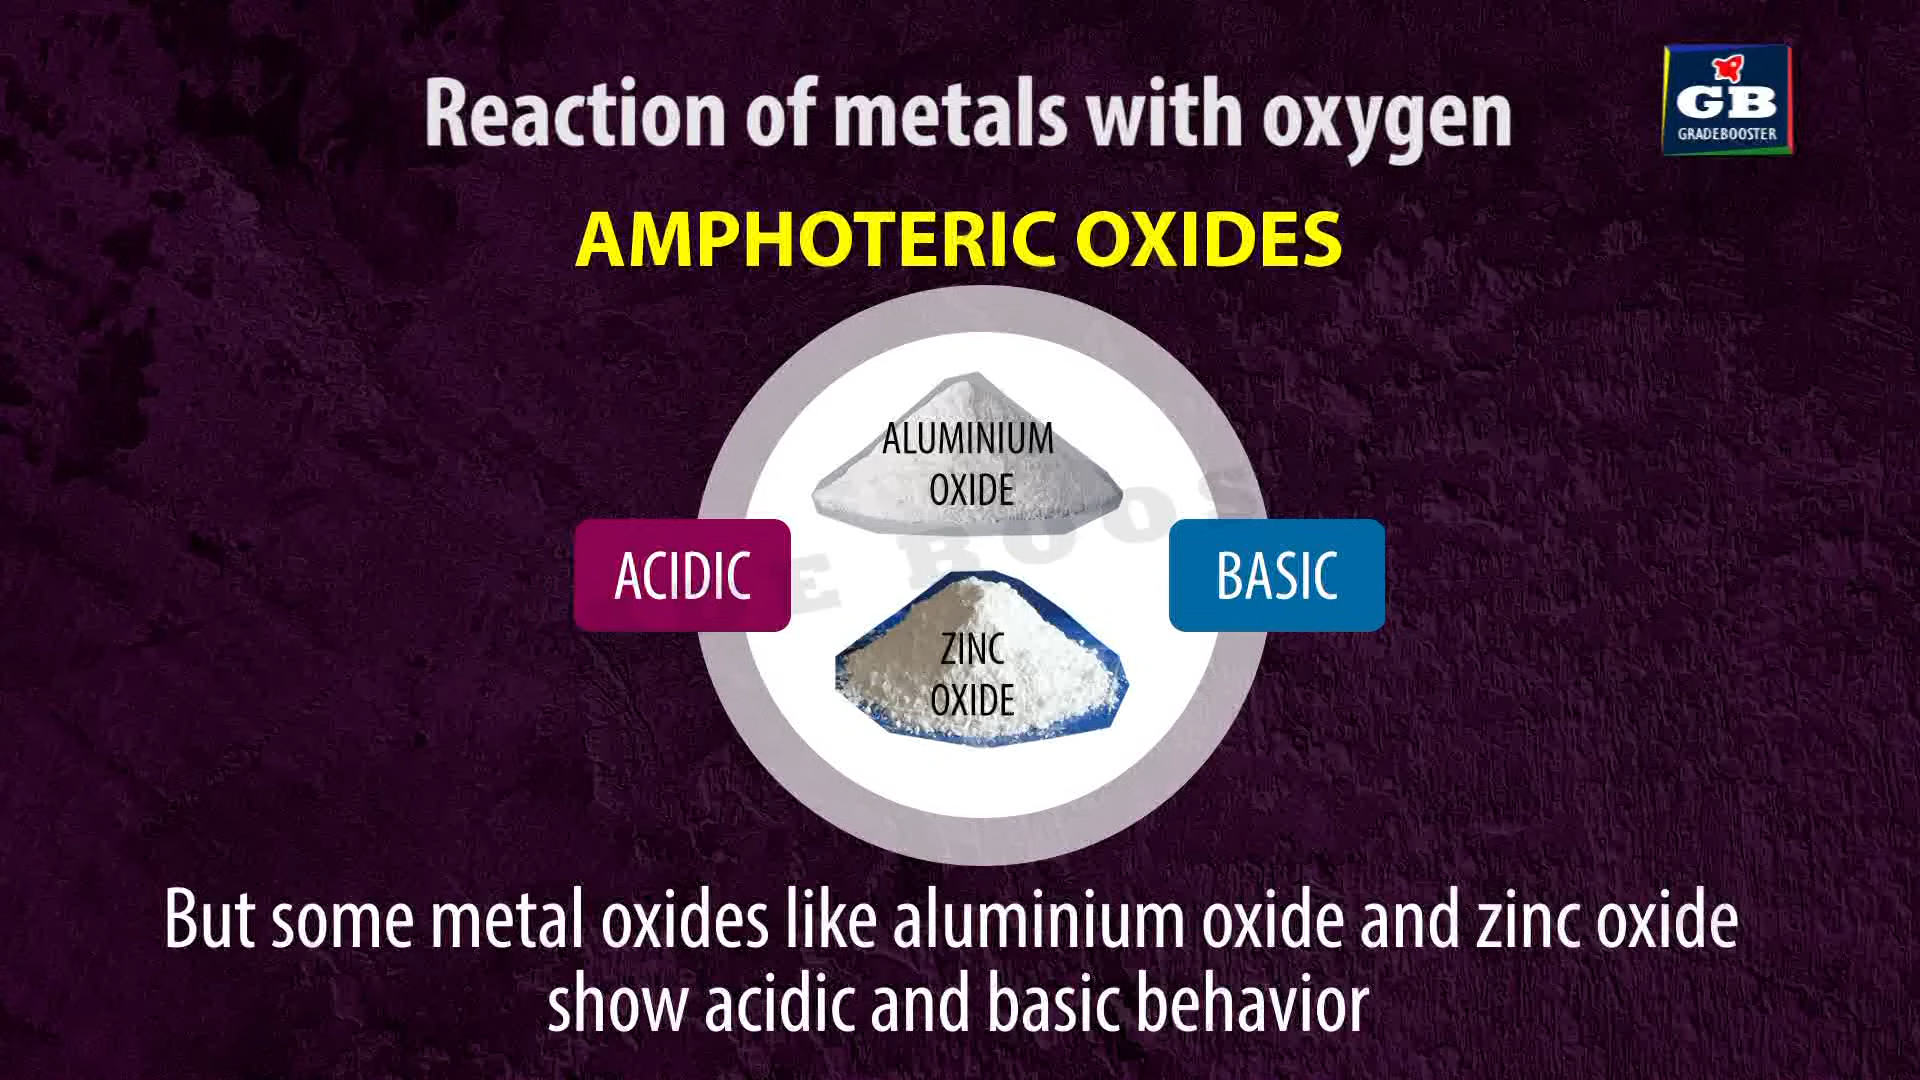 Reaction of metals with oxygen
GB
GRADEBOOSTER
AMPHOTERIC OXIDES
ALUMINIUM
OXIDE
ACIDIC
BASIC
ZINC
OXIDE
But some metal oxides like aluminium oxide and zinc oxide
show acidic and basic behavior